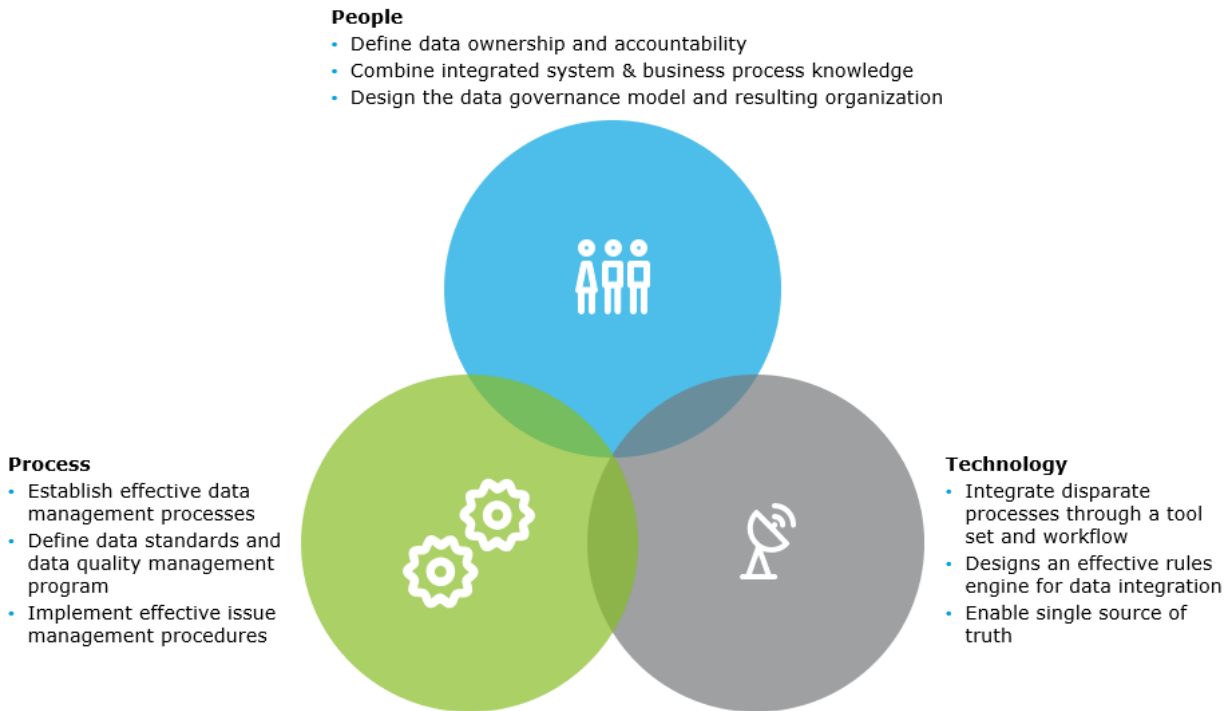 People
• Define data ownership and accountability
• Combine integrated system & business process knowledge
• Design the data governance model and resulting organization
Process
• Establish effective data
management processes
• Define data standards and
data quality management
program
• Implement effective issue
management procedures
Technology
• Integrate disparate
processes through a tool
set and workflow
• Designs an effective rules
engine for data integration
• Enable single source of
truth